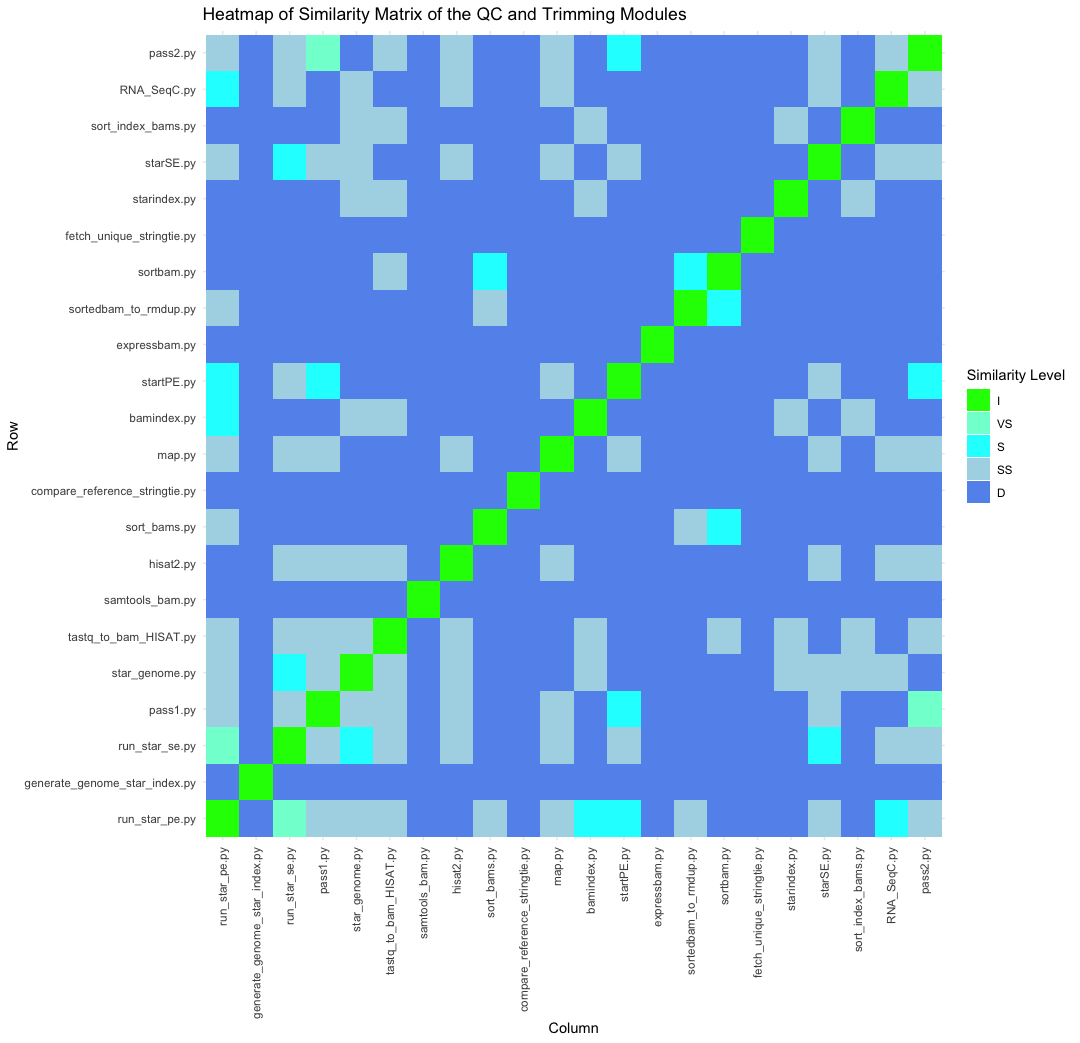 Heatmap of Similarity Matrix of the QC and Trimming Modules
Row
pass2.py
RNA_SeqC.py
sort_index_bams.py
starSE.py
starindex.py
fetch_unique_stringtie.py
sortbam.py
sortedbam_to_rmdup.py
expressbam.py
startPE.py
bamindex.py
map.py
compare_reference_stringtie.py
sort_bams.py
hisat2.py
samtools_bam.py
tastq_to_bam_HISAT.py
star_genome.py
pass1.py
run_star_se.py
generate_genome_star_index.py
run_star_pe.py
run_star_pe.py
generate_genome_star_index.py
run_star_se.py
pass1.py
star_genome.py
tastq_to_bam_HISAT.py
samtools_bam.py
hisat2.py
sort_bams.py
compare_reference_stringtie.py
map.py
bamindex.py
startPE.py
expressbam.py
sortedbam_to_rmdup.py
sortbam.py
fetch_unique_stringtie.py
starindex.py
starSE.py
sort_index_bams.py
RNA_SeqC.py
pass2.py
Column
Similarity Level
I
VS
S
SS
D